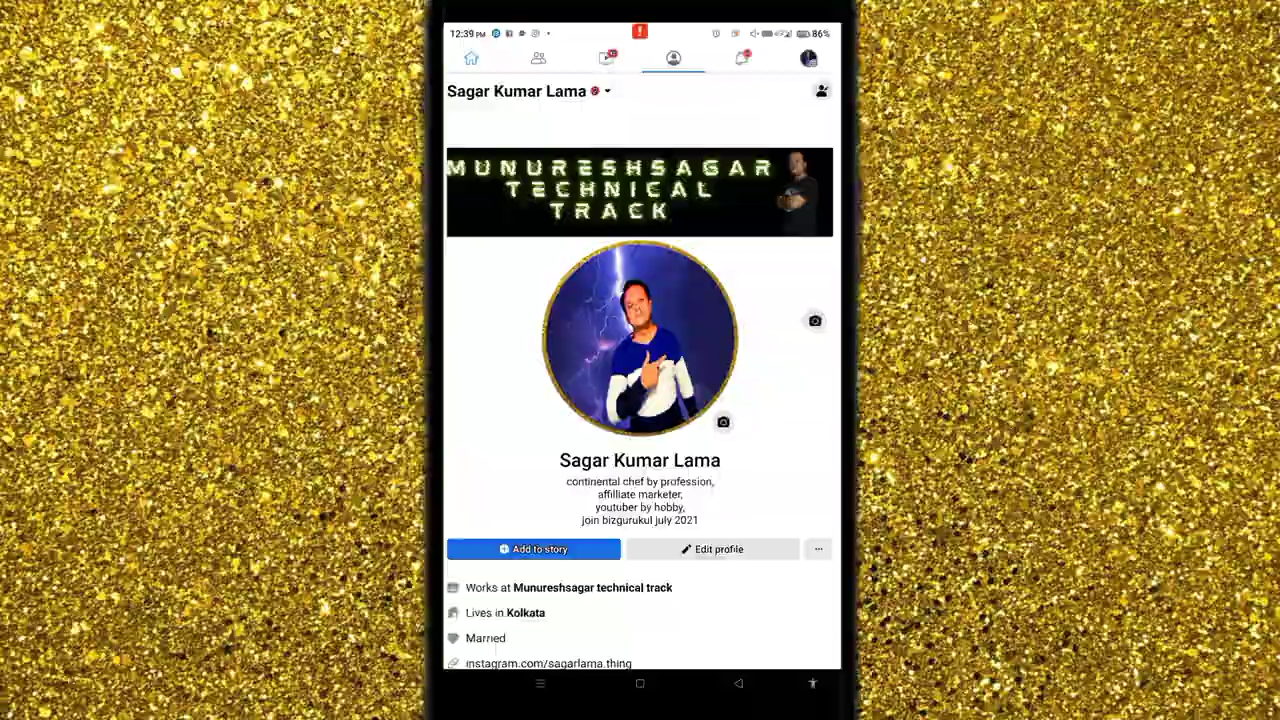 12:39 PM
86%
Sagar Kumar Lama
MUNURESHSAGAR
TECHNICAL
TRACK
Sagar Kumar Lama
continental chef by profession,
affilliate marketer,
youtuber by hobby,
join bizgurukul july 2021
Add to story
Edit profile
Works at Munureshsagar technical track
Lives in Kolkata
Married
instagram.com/sagarlama.thing